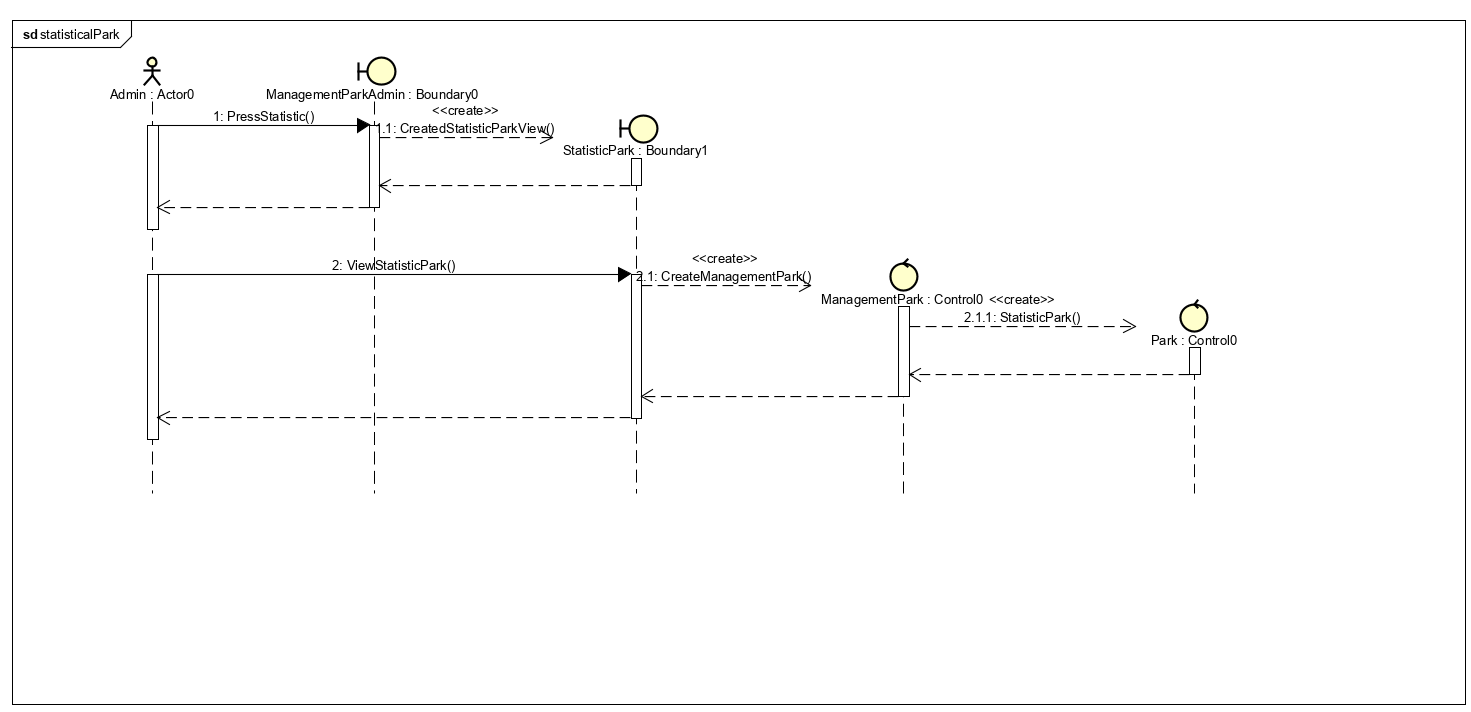 sd statisticalPark
Admin : Actor0
ManagementParkAdmin : Boundary0
<<create>>
1: PressStatistic()
1.1: CreatedStatisticParkView()
StatisticPark : Boundary1
<<create>>
2: ViewStatisticPark()
2.1: CreateManagementPark()
ManagementPark : Control0
<<create>>
2.1.1: StatisticPark()
Park : Control0